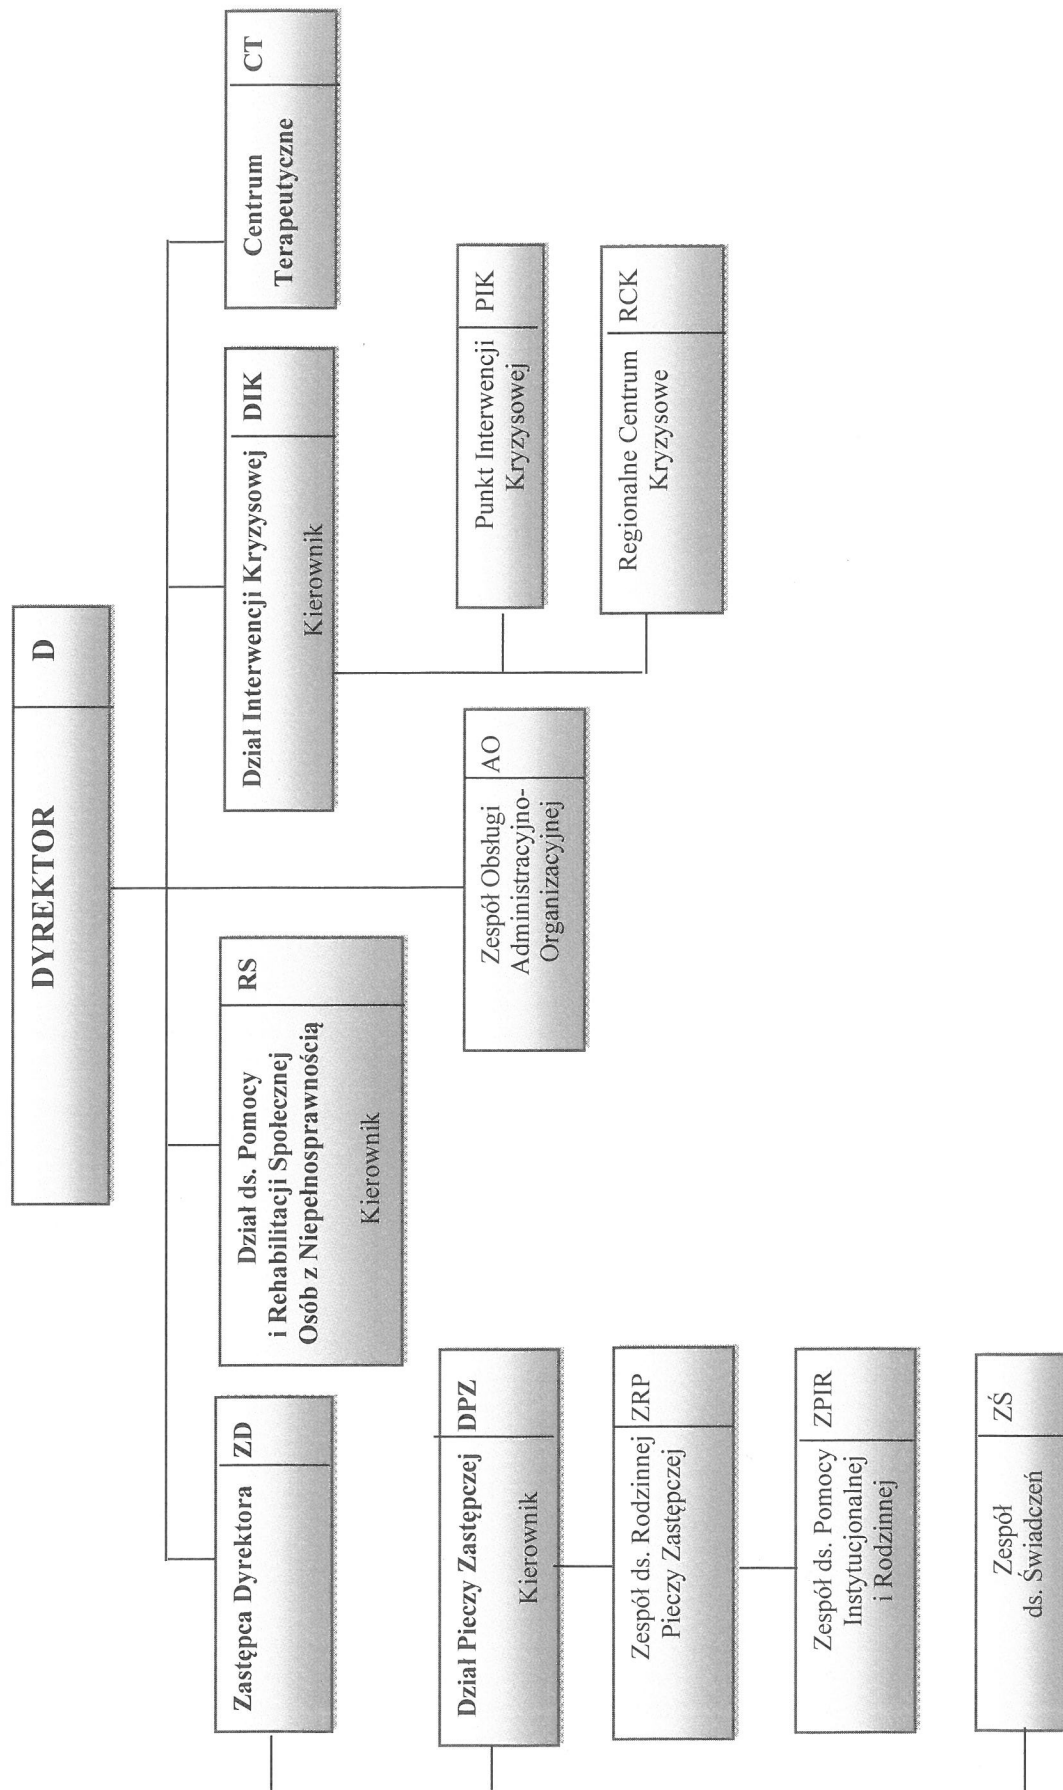 DYREKTOR D
Zastępca Dyrektora ZD
Dział ds. Pomocy
i Rehabilitacji Społecznej
Osób z Niepełnosprawnością
Kierownik
RS
Dział Interwencji Kryzysowej DIK
Kierownik
Centrum
Terapeutyczne
CT
Dział Pieczy Zastępczej DPZ
Kierownik
Zespół Obsługi
Administracyjno-
Organizacyjnej
AO
Punkt Interwencji
Kryzysowej
PIK
Zespół ds. Rodzinnej
Pieczy Zastępczej
ZRP
Regionalne Centrum
Kryzysowe
RCK
Zespół ds. Pomocy
Instytucjonalnej
i Rodzinnej
ZPIR
Zespół
ds. Świadczeń
ZŚ